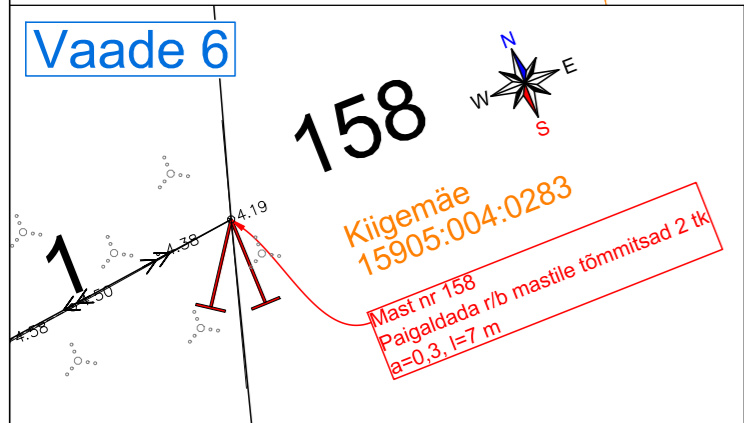 Vaade 6
158
N
E
W
S
Kiigemäe
15905:004:0283
4.19
4.38
4.50
4.58
1
Mast nr 158
Paigaldada r/b mastile tõmmitsad 2 tk
a=0,3, l=7 m